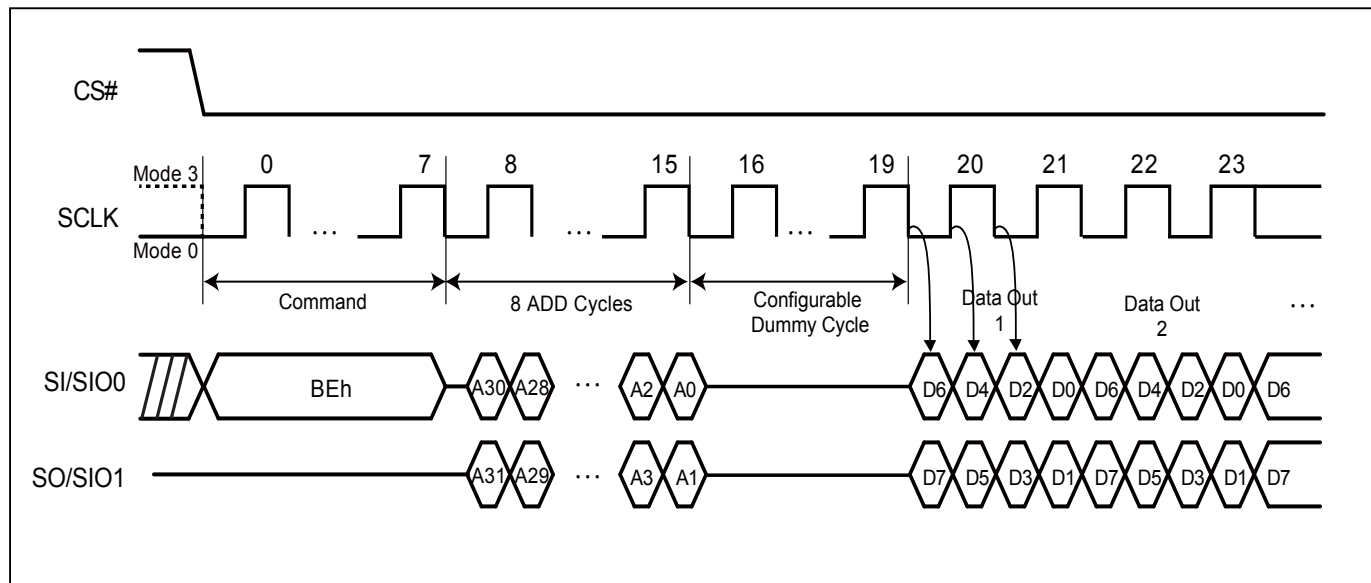 CS#
0 7 8 15 16 19 20 21 22 23
Mode 3
SCLK
Mode 0
... ... ...
Command
8 ADD Cycles
Configurable
Dummy Cycle
Data Out
1
Data Out
2
...
SI/SIO0 BEh A30 A28 ... A2 A0 D6 D4 D2 D0 D6 D4 D2 D0 D6
SO/SIO1 A31 A29 ... A3 A1 D7 D5 D3 D1 D7 D5 D3 D1 D7